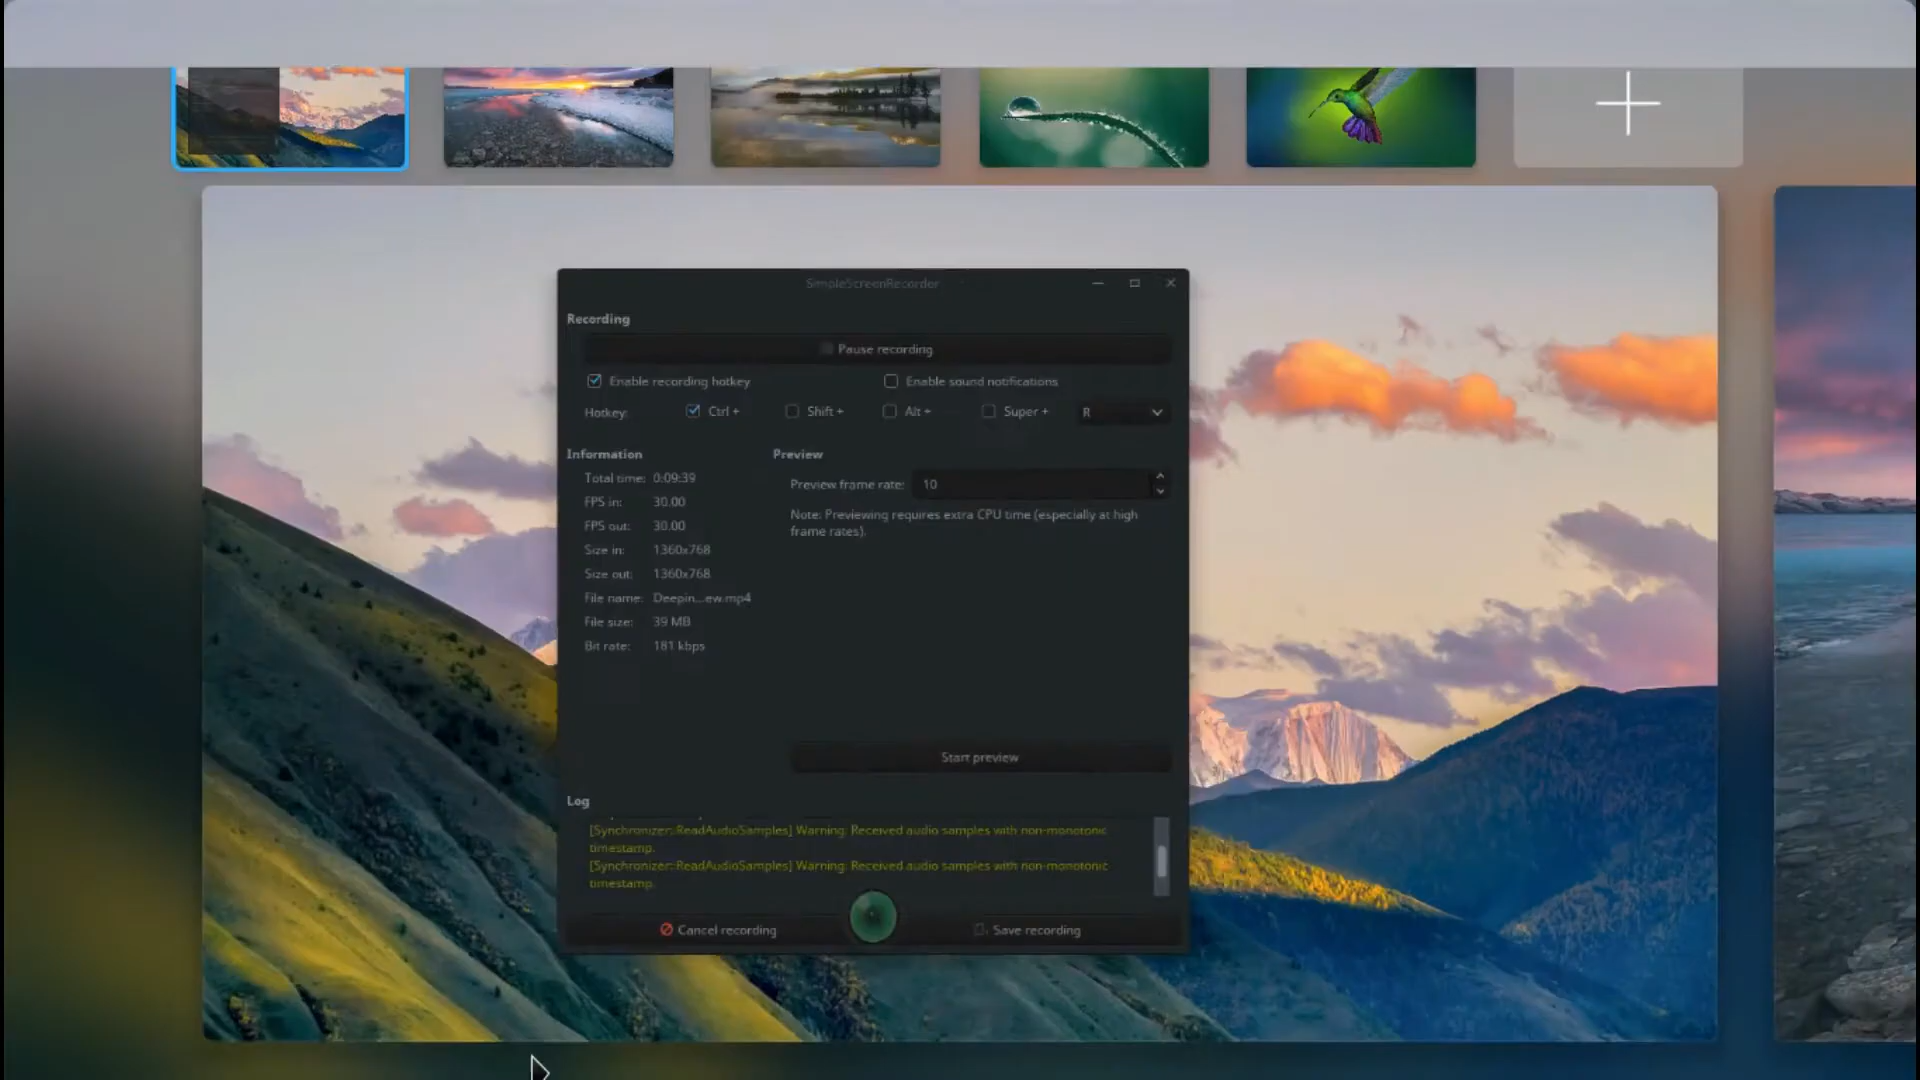 SimpleScreenRecorder
Recording
Pause recording
Enable recording hotkey
Enable sound notifications
Hotkey: Ctrl + Shift + Alt + Super + R
Information
Preview
Total time: 0:09:39
Preview frame rate: 10
FPS in: 30.00
Note: Previewing requires extra CPU time (especially at high
frame rates).
FPS out: 30.00
Size in: 1360x768
Size out: 1360x768
File name: Deepin...ew.mp4
File size: 39 MB
Bit rate: 181 kbps
Start preview
Log
[Synchronizer::ReadAudioSamples] Warning: Received audio samples with non-monotonic
timestamp.
[Synchronizer::ReadAudioSamples] Warning: Received audio samples with non-monotonic
timestamp.
Cancel recording
Save recording